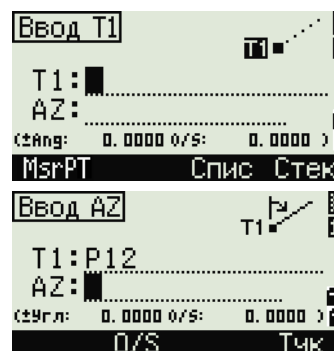 Ввод T1
T1
T1:
AZ:
(±Ang: 0.0000 O/S: 0.0000 )
MsrPT Спис Стек
Ввод AZ
T1
T1:P12
AZ:
(±Угл: 0.0000 O/S: 0.0000 )
O/S Тчк